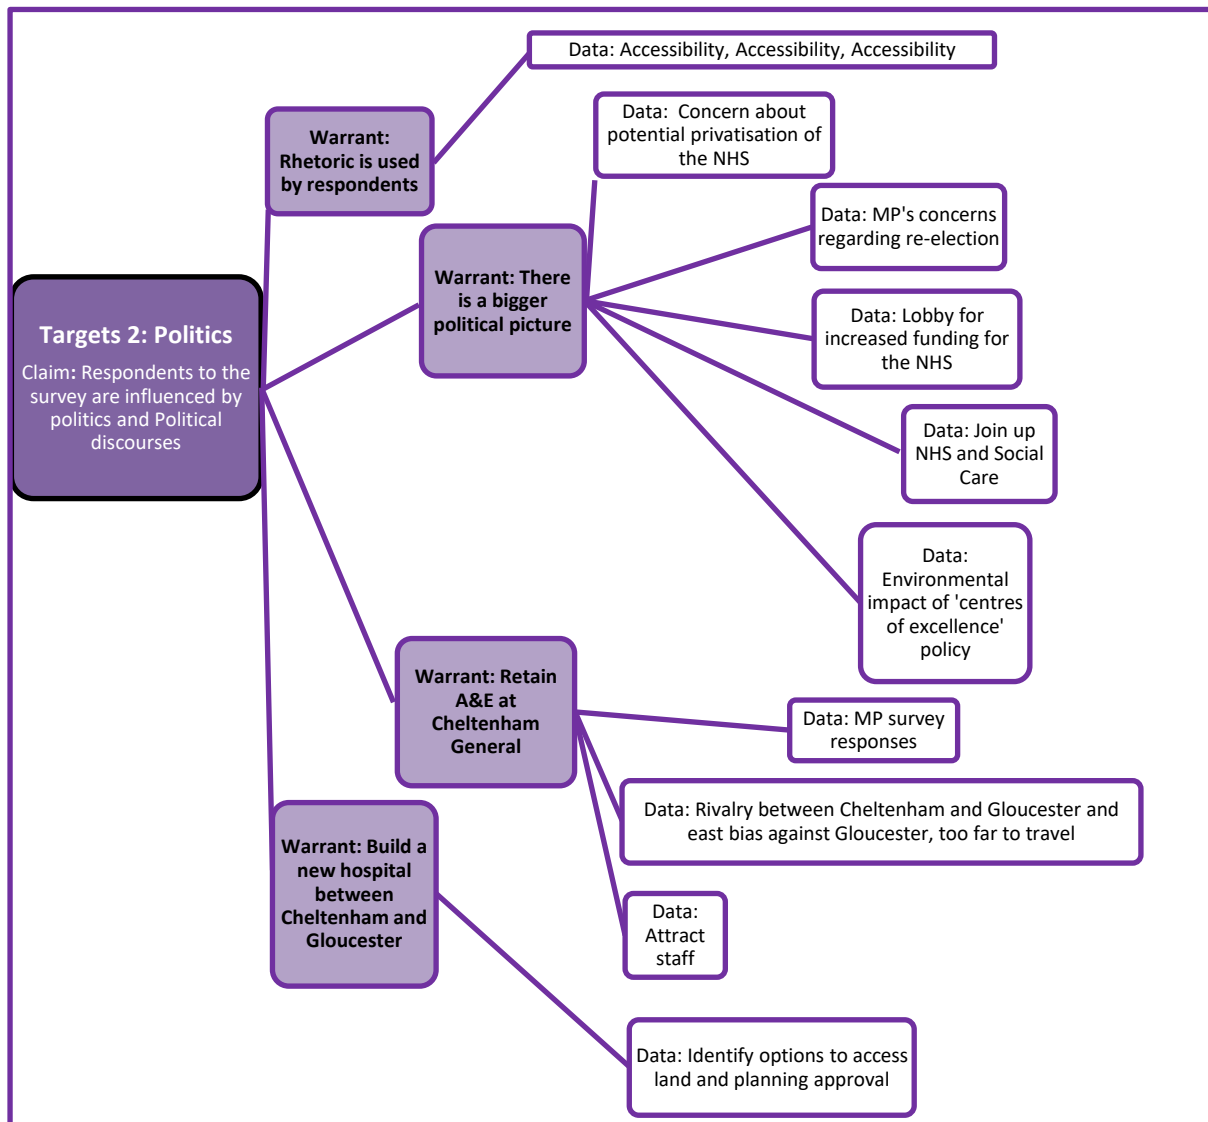 Data: Accessibility, Accessibility, Accessibility
Warrant:
Rhetoric is used
by respondents
Data:  Concern about
potential privatisation of
the NHS
Data: MP's concerns
regarding re-election
Warrant: There
is a bigger
political picture
Data: Lobby for
increased funding for
the NHS
Targets 2: Politics
Claim: Respondents to the
survey are influenced by
politics and Political
discourses
Data: Join up
NHS and Social
Care
Data:
Environmental
impact of 'centres
of excellence'
policy
Warrant: Retain
A&E at
Cheltenham
General
Data: MP survey
responses
Data: Rivalry between Cheltenham and Gloucester and
east bias against Gloucester, too far to travel
Data:
Attract
staff
Warrant: Build a
new hospital
between
Cheltenham and
Gloucester
Data: Identify options to access
land and planning approval